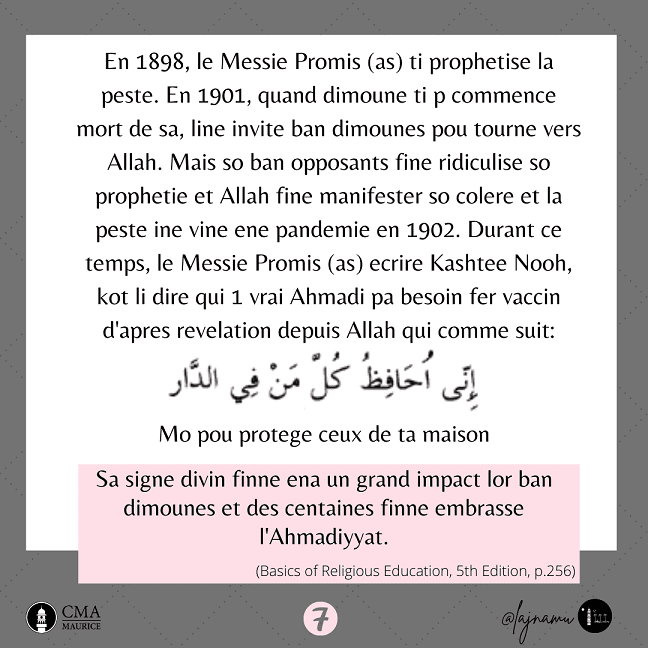 En 1898, le Messie Promis (as) ti prophetise la
peste. En 1901, quand dimoune ti p commence
mort de sa, line invite ban dimounes pou tourne vers
Allah. Mais so ban opposants fine ridiculise so
prophetie et Allah fine manifester so colere et la
peste ine vine ene pandemie en 1902. Durant ce
temps, le Messie Promis (as) ecrire Kashtee Nooh,
kot li dire qui 1 vrai Ahmadi pa besoin fer vaccin
d'apres revelation depuis Allah qui comme suit:
اِنِّی اُحَافِظُ كُلَّ مَنْ فِي الدَّار
Mo pou protege ceux de ta maison
Sa signe divin finne ena un grand impact lor ban
dimounes et des centaines finne embrasse
l'Ahmadiyyat.
(Basics of Religious Education, 5th Edition, p.256)
CMA
MAURICE
7
@lajnamu